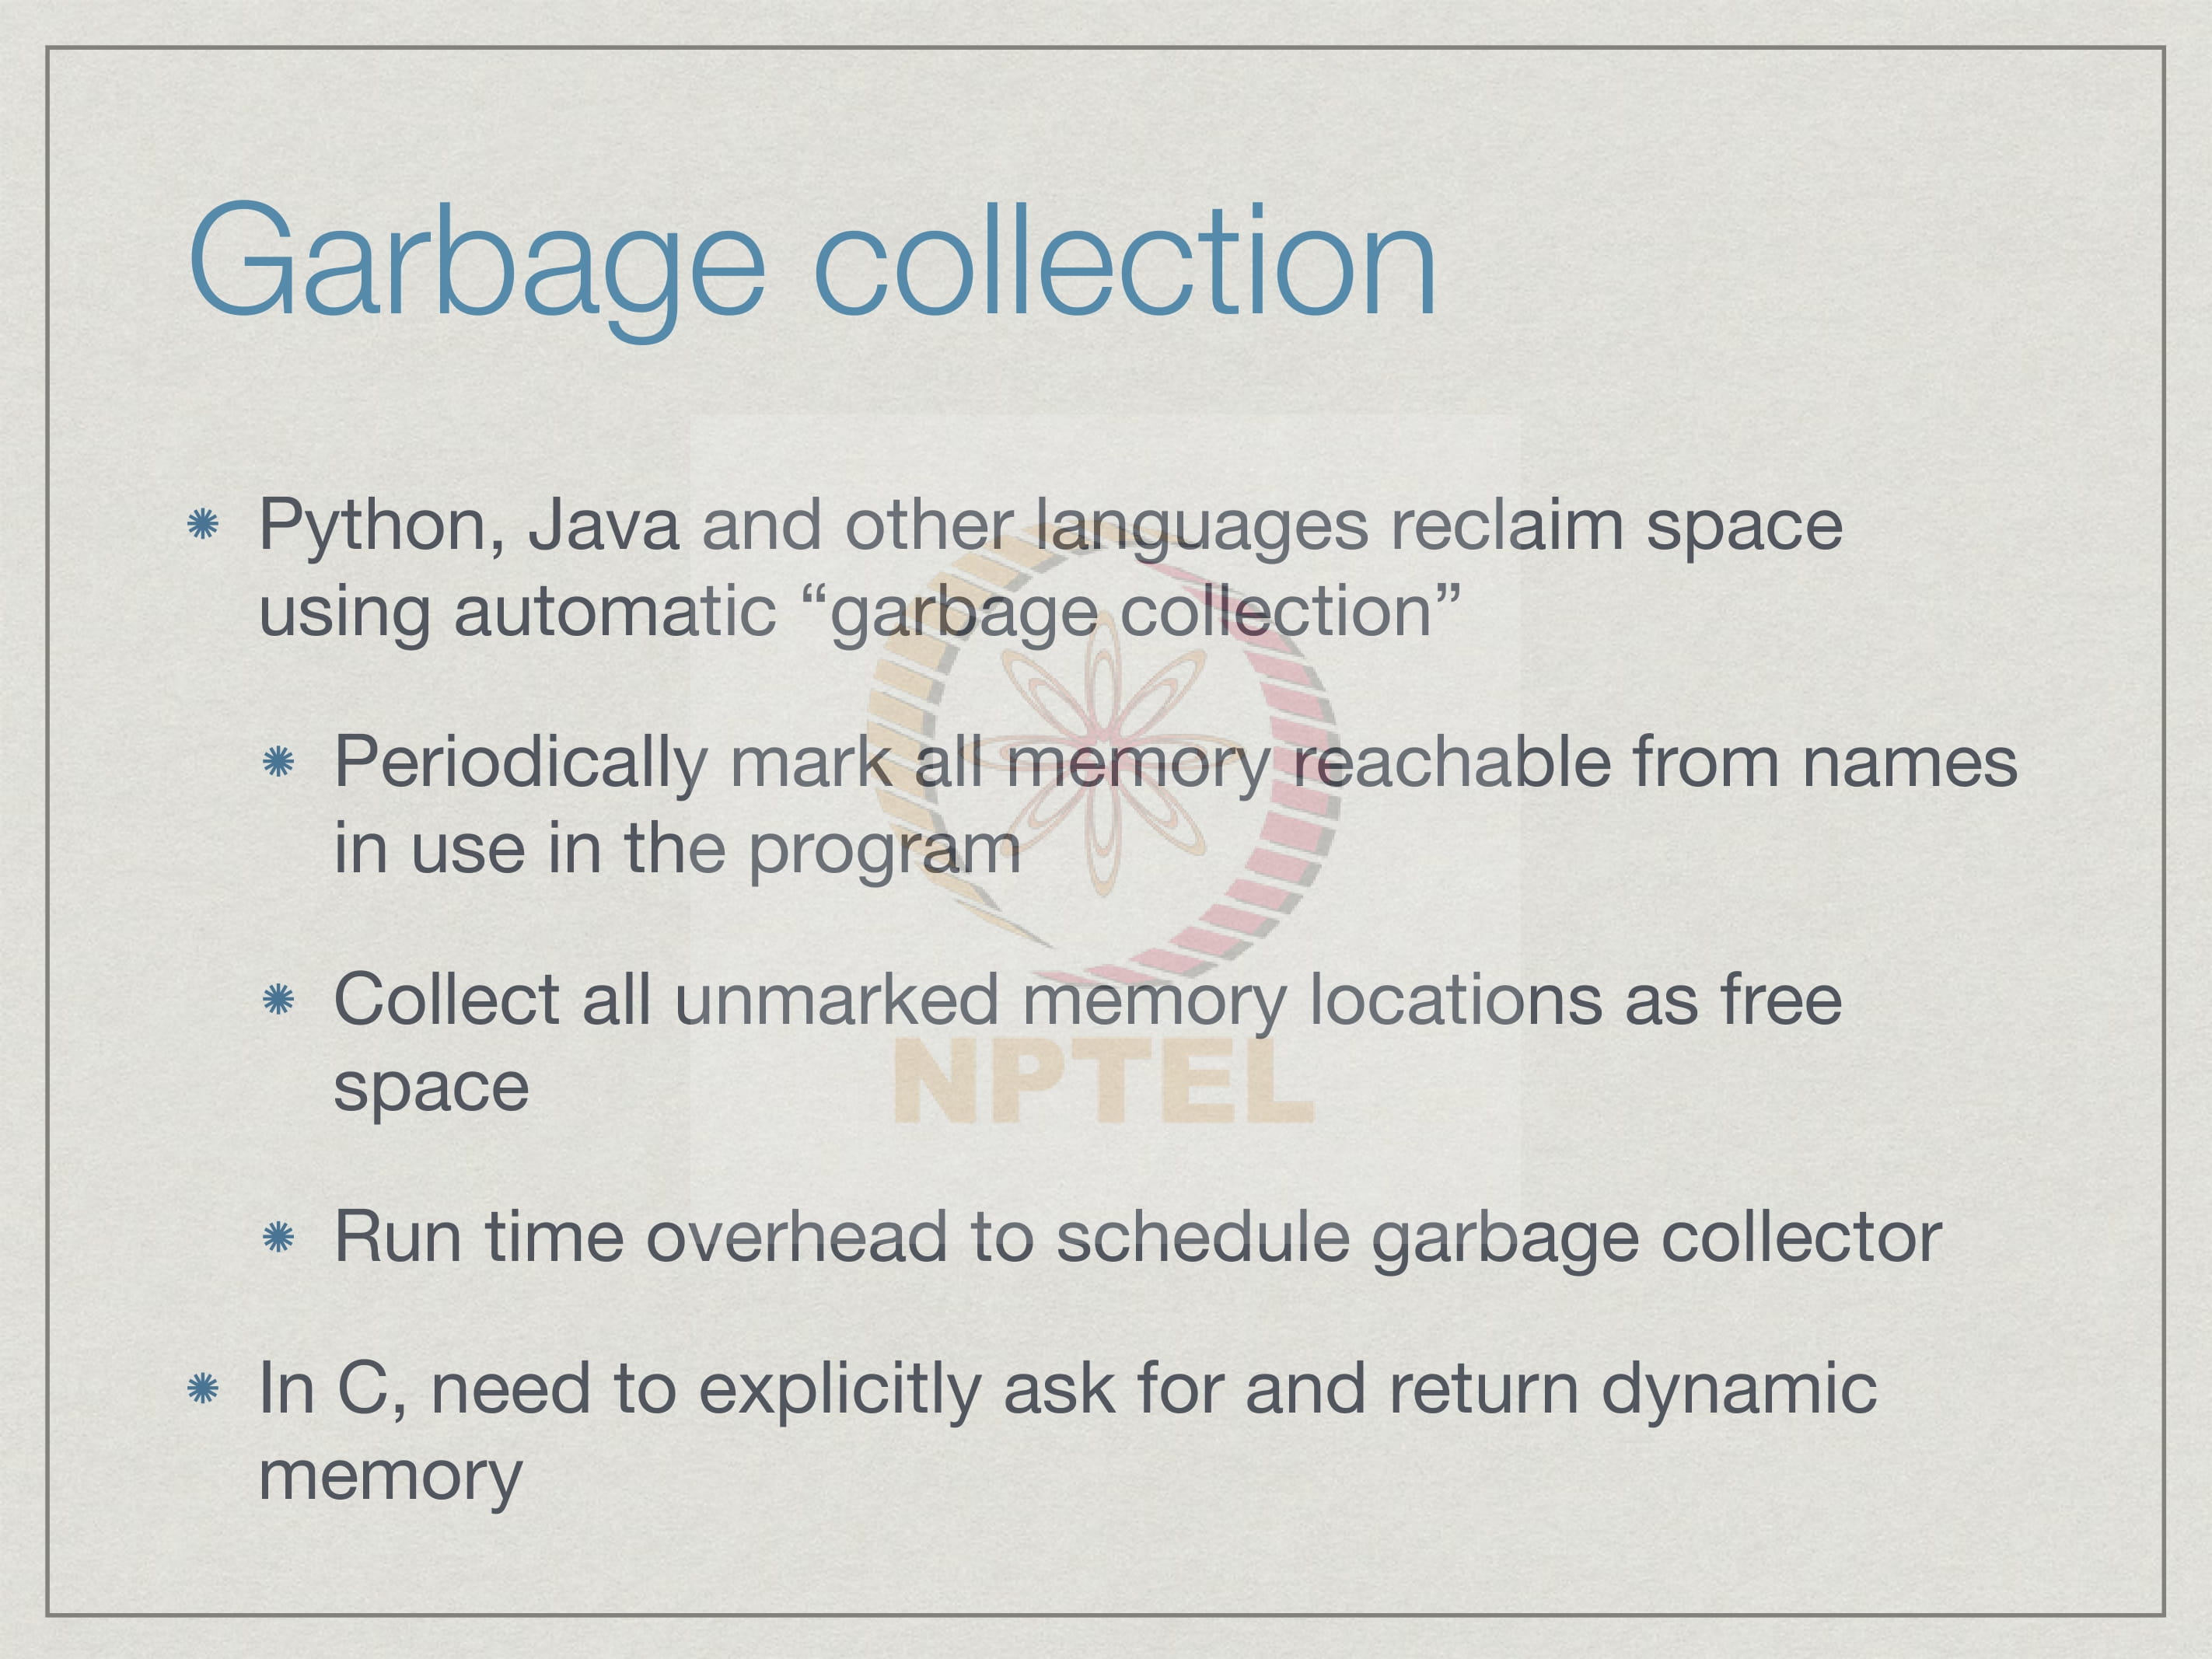 Garbage collection
Python, Java and other languages reclaim space
using automatic “garbage collection”
Periodically mark all memory reachable from names
in use in the program
Collect all unmarked memory locations as free
space
NPTEL
Run time overhead to schedule garbage collector
In C, need to explicitly ask for and return dynamic
memory